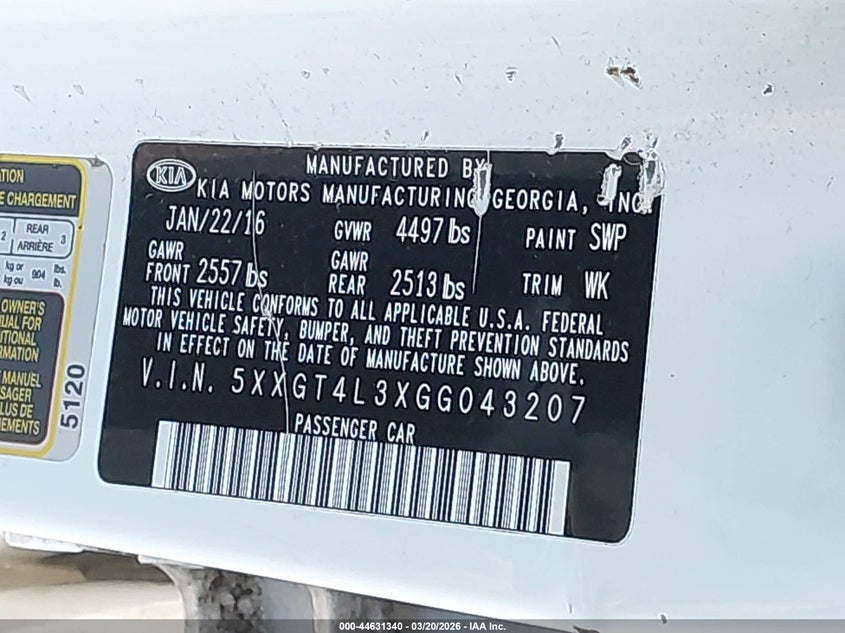 ATION
E CHARGEMENT
2
REAR
ARRIÈRE
3
kg or
kg ou
904
lbs.
lb.
OWNER'S
UAL FOR
ITIONAL
RMATION
MANUEL
SAGER
LUS DE
NEMENTS
5120
KIA
MANUFACTURED BY
KIA MOTORS MANUFACTURING GEORGIA, INC.
JAN/22/16 GVWR 4497 lbs PAINT SWP
GAWR
FRONT 2557 lbs
GAWR
REAR 2513 lbs TRIM WK
THIS VEHICLE CONFORMS TO ALL APPLICABLE U.S.A. FEDERAL
MOTOR VEHICLE SAFETY, BUMPER, AND THEFT PREVENTION STANDARDS
IN EFFECT ON THE DATE OF MANUFACTURE SHOWN ABOVE.
V.I.N. 5XXGT4L3XGG043207
PASSENGER CAR
000-44631340 - 03/20/2026 - IAA Inc.